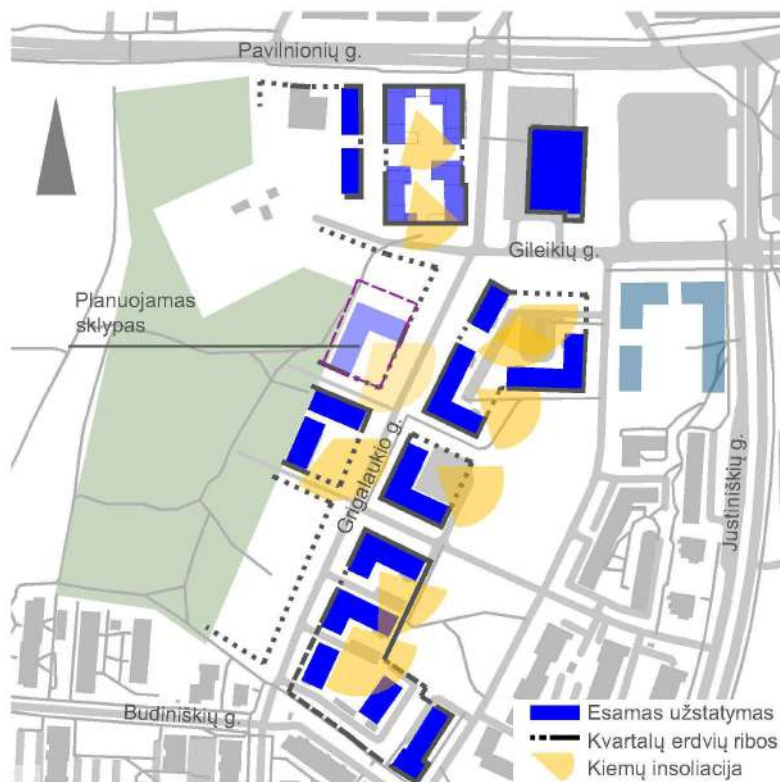 Pavilnionių g.
Gileikių g.
Planuojamas
sklypas
Grigalaukio g.
Justiniškių g.
Budiniškių g.
Esamas užstatymas
Kvartalų erdvių ribos
Kiemų insoliacija